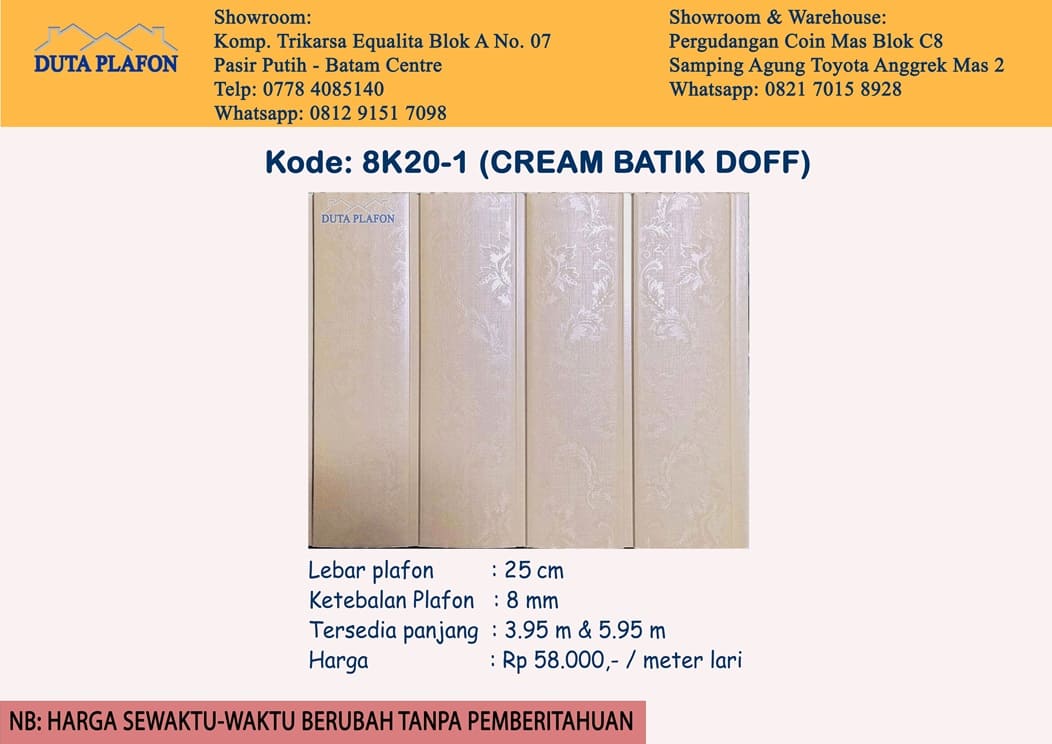 DUTA PLAFON
Showroom:
Komp. Trikarsa Equalita Blok A No. 07
Pasir Putih - Batam Centre
Telp: 0778 4085140
Whatsapp: 0812 9151 7098
Showroom & Warehouse:
Pergudangan Coin Mas Blok C8
Samping Agung Toyota Anggrek Mas 2
Whatsapp: 0821 7015 8928
Kode: 8K20-1 (CREAM BATIK DOFF)
DUTA PLAFON
Lebar plafon : 25 cm
Ketebalan Plafon : 8 mm
Tersedia panjang : 3.95 m & 5.95 m
Harga : Rp 58.000,- / meter lari
NB: HARGA SEWAKTU-WAKTU BERUBAH TANPA PEMBERITAHUAN